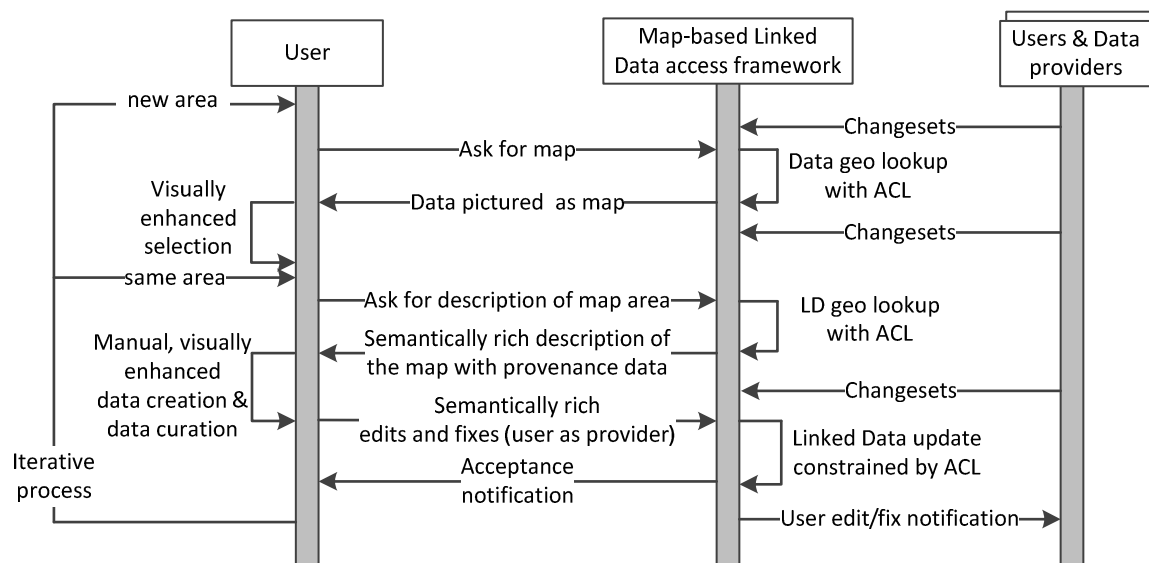 User
Map-based Linked
Data access framework
Users & Data
providers
new area
Changesets
Ask for map
Data geo lookup
with ACL
Visually
enhanced
selection
Data pictured as map
Changesets
same area
Ask for description of map area
LD geo lookup
with ACL
Manual, visually
enhanced
data creation &
data curation
Semantically rich description of
the map with provenance data
Changesets
Semantically rich
edits and fixes (user as provider)
Linked Data update
constrained by ACL
Iterative
process
Acceptance
notification
User edit/fix notification